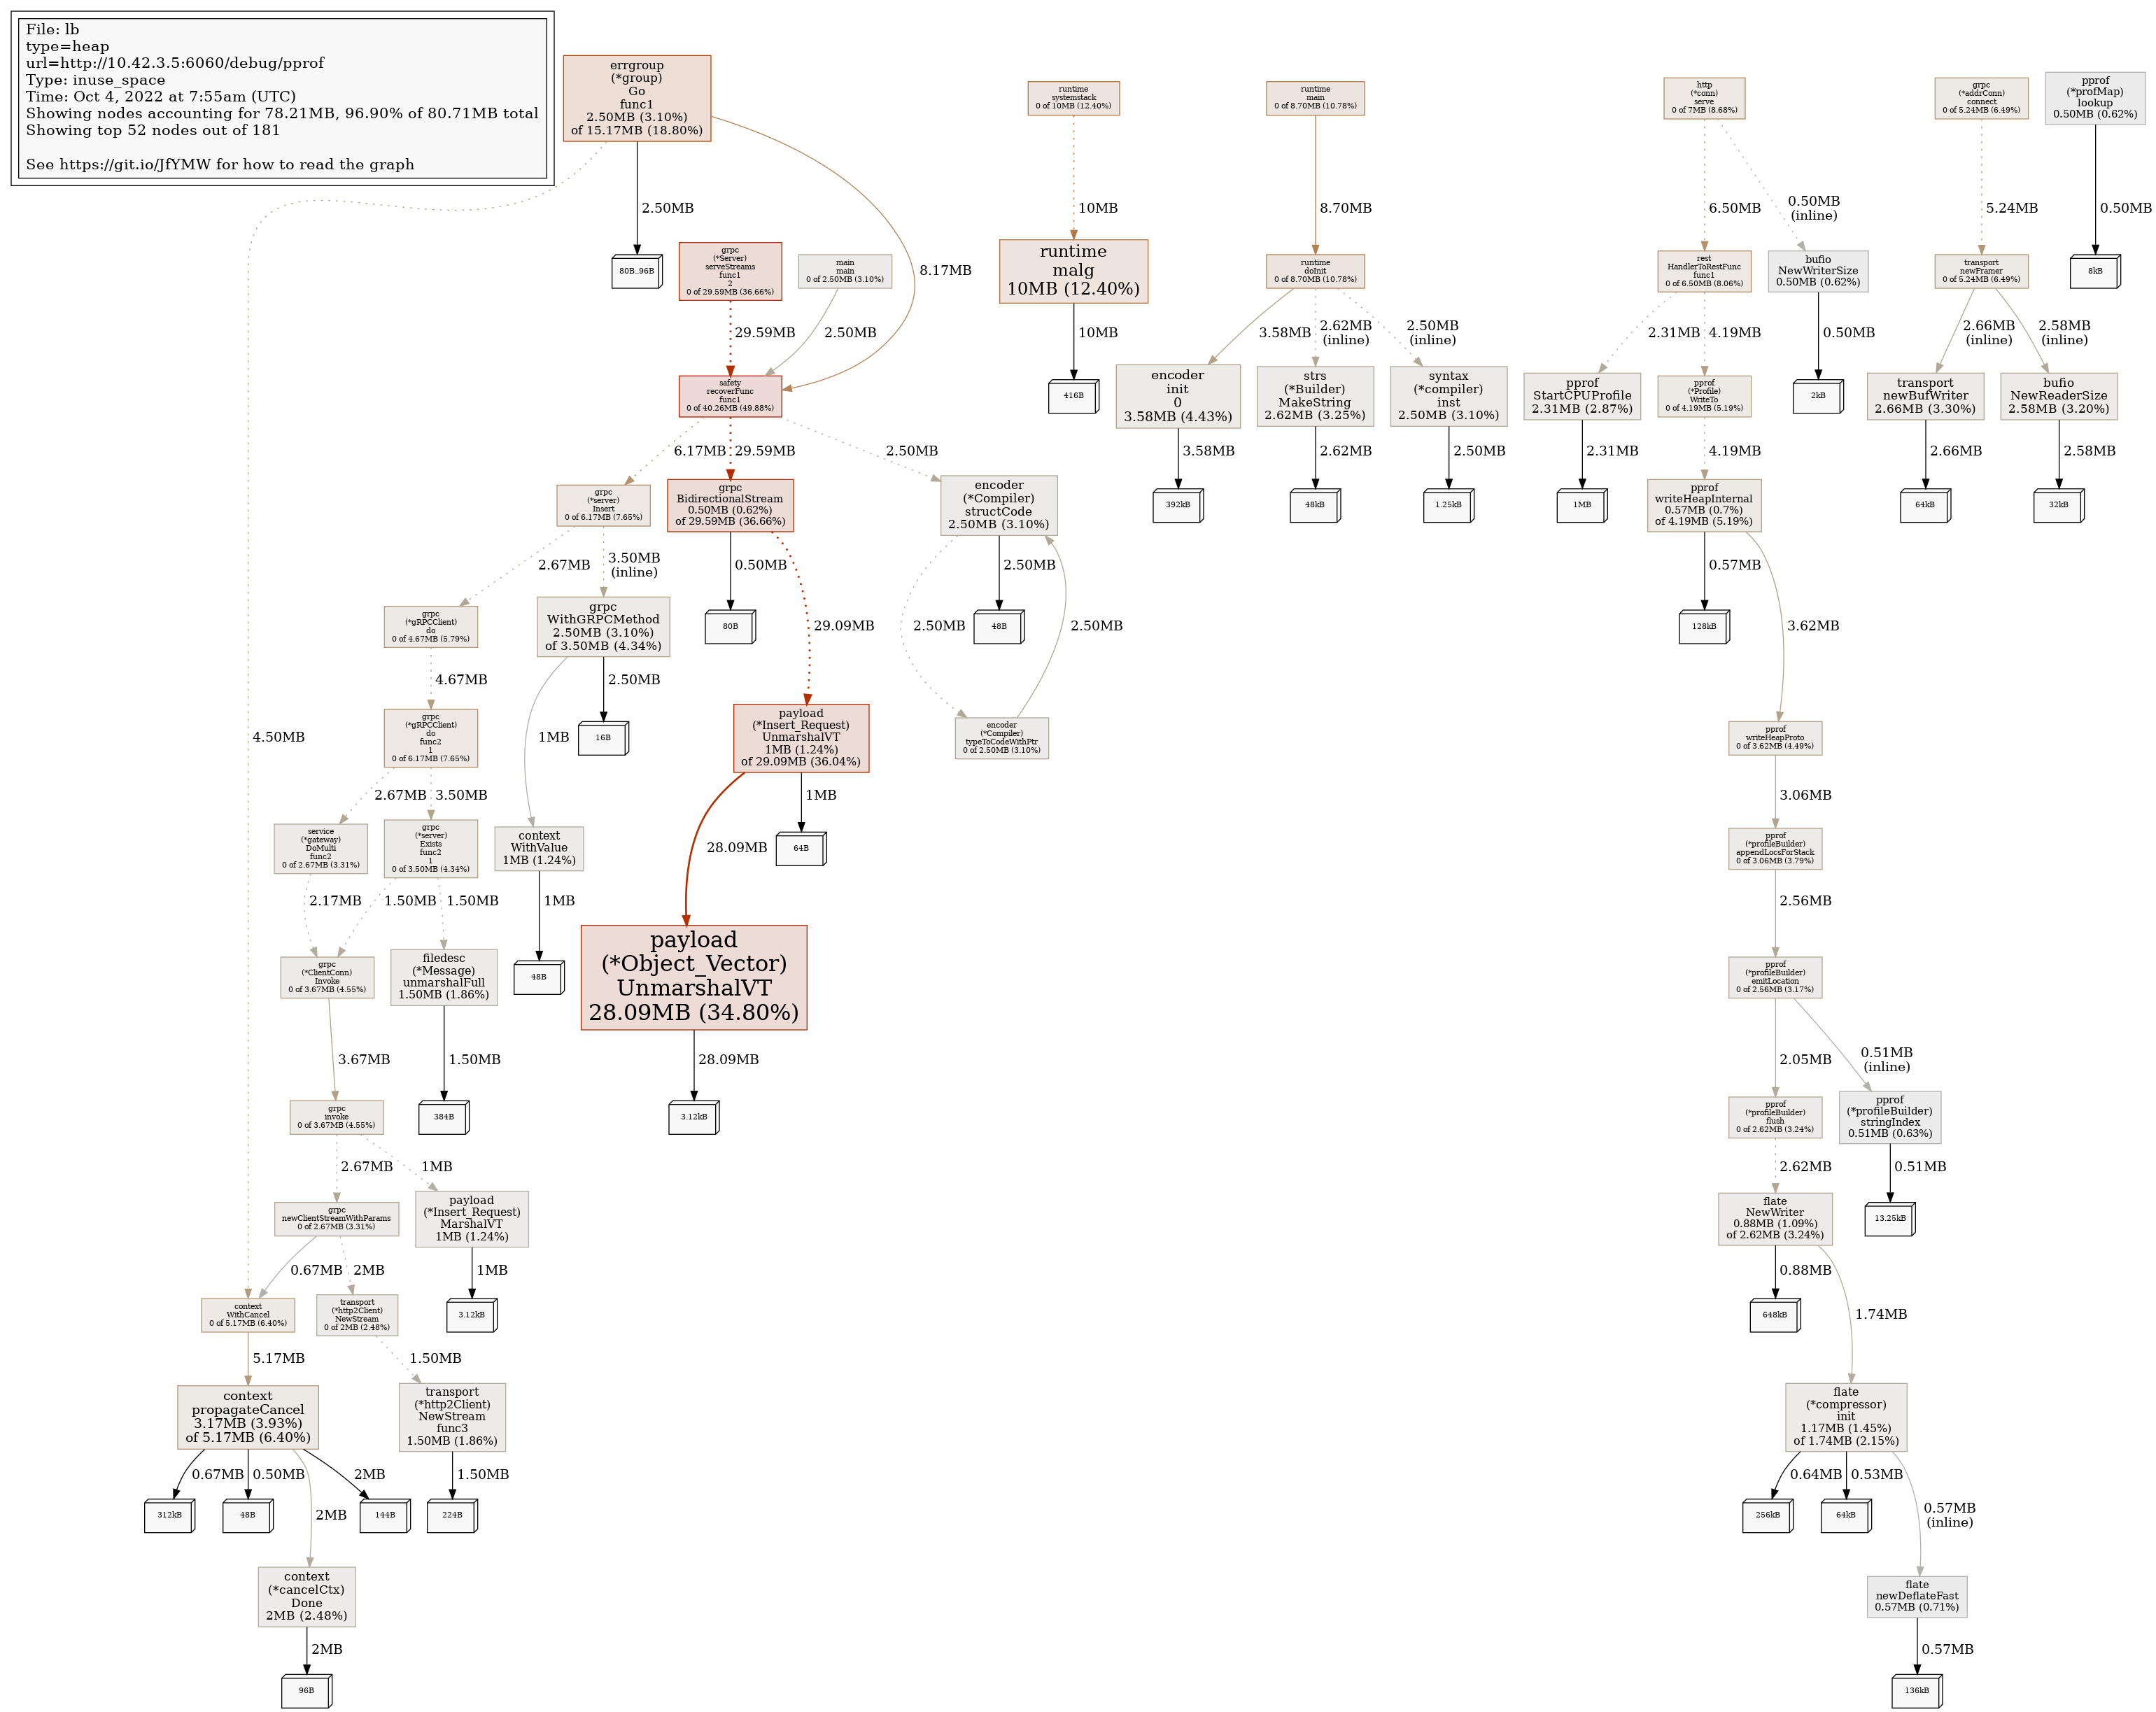 File: lb
type=heap
url=http://10.42.3.5:6060/debug/pprof
Type: inuse_space
Time: Oct 4, 2022 at 7:55am (UTC)
Showing nodes accounting for 78.21MB, 96.90% of 80.71MB total
Showing top 52 nodes out of 181
See https://git.io/JfYMW for how to read the graph
errgroup
(*group)
Go
func1
2.50MB (3.10%)
of 15.17MB (18.80%)
runtime
systemstack
0 of 10MB (12.40%)
runtime
main
0 of 8.70MB (10.78%)
http
(*conn)
serve
0 of 7MB (8.68%)
grpc
(*addrConn)
connect
0 of 5.24MB (6.49%)
pprof
(*profMap)
lookup
0.50MB (0.62%)
2.50MB
10MB
8.70MB
6.50MB
0.50MB
(inline)
5.24MB
0.50MB
80B..96B
grpc
(*Server)
serveStreams
func1
2
0 of 29.59MB (36.66%)
main
main
0 of 2.50MB (3.10%)
8.17MB
runtime
malg
10MB (12.40%)
runtime
doInit
0 of 8.70MB (10.78%)
rest
HandlerToRestFunc
func1
0 of 6.50MB (8.06%)
bufio
NewWriterSize
0.50MB (0.62%)
transport
newFramer
0 of 5.24MB (6.49%)
8kB
29.59MB
2.50MB
10MB
3.58MB
2.62MB
(inline)
2.50MB
(inline)
2.31MB
4.19MB
0.50MB
2.66MB
(inline)
2.58MB
(inline)
safety
recoverFunc
func1
0 of 40.26MB (49.88%)
416B
encoder
init
0
3.58MB (4.43%)
strs
(*Builder)
MakeString
2.62MB (3.25%)
syntax
(*compiler)
inst
2.50MB (3.10%)
pprof
StartCPUProfile
2.31MB (2.87%)
pprof
(*Profile)
WriteTo
0 of 4.19MB (5.19%)
2kB
transport
newBufWriter
2.66MB (3.30%)
bufio
NewReaderSize
2.58MB (3.20%)
6.17MB
29.59MB
2.50MB
3.58MB
2.62MB
2.50MB
2.31MB
4.19MB
2.66MB
2.58MB
grpc
(*server)
Insert
0 of 6.17MB (7.65%)
grpc
BidirectionalStream
0.50MB (0.62%)
of 29.59MB (36.66%)
encoder
(*Compiler)
structCode
2.50MB (3.10%)
392kB
48kB
1.25kB
1MB
pprof
writeHeapInternal
0.57MB (0.7%)
of 4.19MB (5.19%)
64kB
32kB
2.67MB
3.50MB
(inline)
0.50MB
2.50MB
0.57MB
grpc
(*gRPCClient)
do
0 of 4.67MB (5.79%)
grpc
WithGRPCMethod
2.50MB (3.10%)
of 3.50MB (4.34%)
80B
29.09MB
2.50MB
48B
2.50MB
128kB
3.62MB
4.67MB
2.50MB
4.50MB
grpc
(*gRPCClient)
do
func2
1
0 of 6.17MB (7.65%)
1MB
16B
payload
(*Insert_Request)
UnmarshalVT
1MB (1.24%)
of 29.09MB (36.04%)
encoder
(*Compiler)
typeToCodeWithPtr
0 of 2.50MB (3.10%)
pprof
writeHeapProto
0 of 3.62MB (4.49%)
2.67MB
3.50MB
1MB
3.06MB
service
(*gateway)
DoMulti
func2
0 of 2.67MB (3.31%)
grpc
(*server)
Exists
func2
1
0 of 3.50MB (4.34%)
context
WithValue
1MB (1.24%)
28.09MB
64B
pprof
(*profileBuilder)
appendLocsForStack
0 of 3.06MB (3.79%)
2.17MB
1.50MB
1.50MB
1MB
2.56MB
grpc
(*ClientConn)
Invoke
0 of 3.67MB (4.55%)
filedesc
(*Message)
unmarshalFull
1.50MB (1.86%)
48B
payload
(*Object_Vector)
UnmarshalVT
28.09MB (34.80%)
pprof
(*profileBuilder)
emitLocation
0 of 2.56MB (3.17%)
3.67MB
1.50MB
28.09MB
2.05MB
0.51MB
(inline)
grpc
invoke
0 of 3.67MB (4.55%)
384B
3.12kB
pprof
(*profileBuilder)
flush
0 of 2.62MB (3.24%)
pprof
(*profileBuilder)
stringIndex
0.51MB (0.63%)
2.67MB
1MB
2.62MB
0.51MB
grpc
newClientStreamWithParams
0 of 2.67MB (3.31%)
payload
(*Insert_Request)
MarshalVT
1MB (1.24%)
flate
NewWriter
0.88MB (1.09%)
of 2.62MB (3.24%)
13.25kB
0.67MB
2MB
1MB
0.88MB
context
WithCancel
0 of 5.17MB (6.40%)
transport
(*http2Client)
NewStream
0 of 2MB (2.48%)
3.12kB
648kB
1.74MB
5.17MB
1.50MB
context
propagateCancel
3.17MB (3.93%)
of 5.17MB (6.40%)
transport
(*http2Client)
NewStream
func3
1.50MB (1.86%)
flate
(*compressor)
init
1.17MB (1.45%)
of 1.74MB (2.15%)
0.67MB
0.50MB
2MB
1.50MB
0.64MB
0.53MB
312kB
48B
2MB
144B
224B
256kB
64kB
0.57MB
(inline)
context
(*cancelCtx)
Done
2MB (2.48%)
flate
newDeflateFast
0.57MB (0.71%)
2MB
0.57MB
96B
136kB